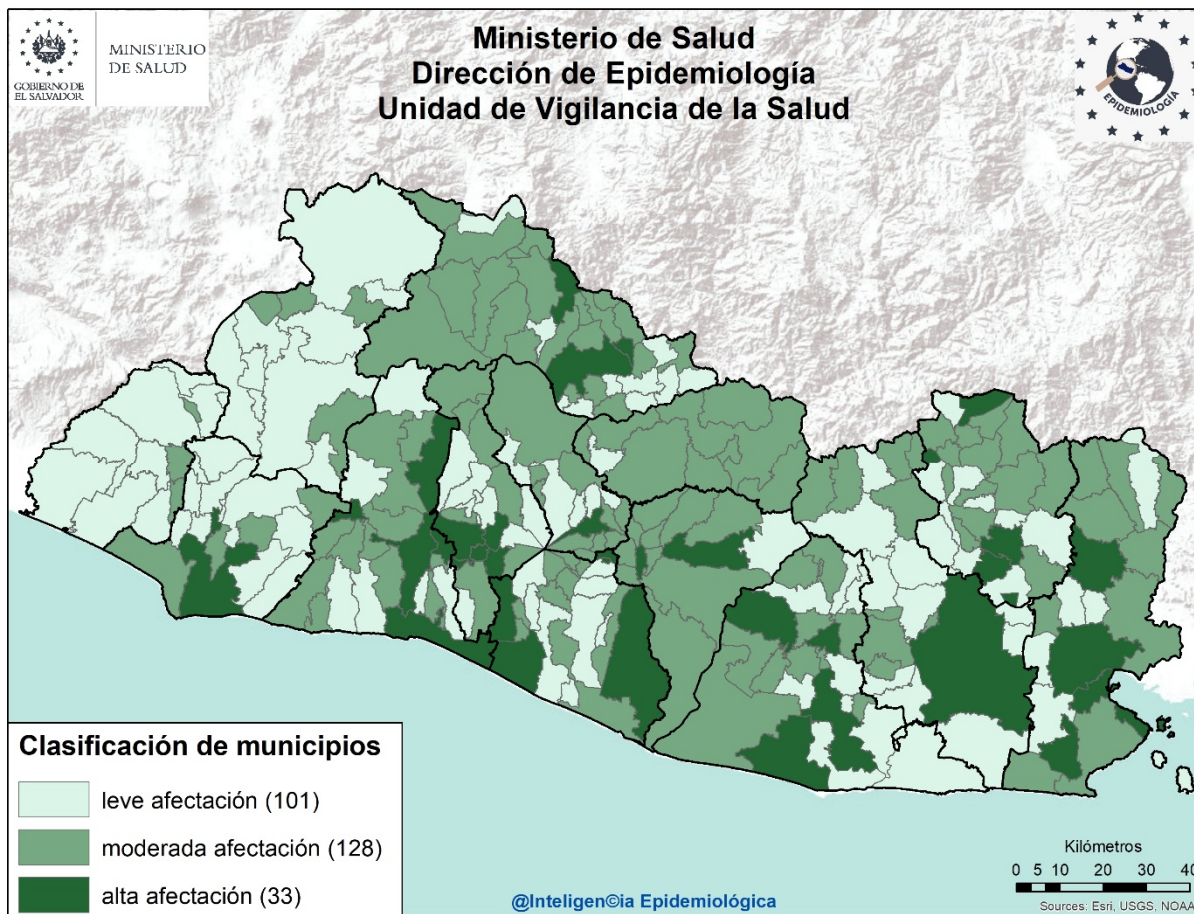 GOBIERNO DE
EL SALVADOR
MINISTERIO
DE SALUD
Ministerio de Salud
Dirección de Epidemiología
Unidad de Vigilancia de la Salud
EPIDEMIOLOGÍA
Clasificación de municipios
leve afectación (101)
moderada afectación (128)
alta afectación (33)
@Inteligen©ia Epidemiológica
Kilómetros
0 5 10 20 30 40
Sources: Esri, USGS, NOAA